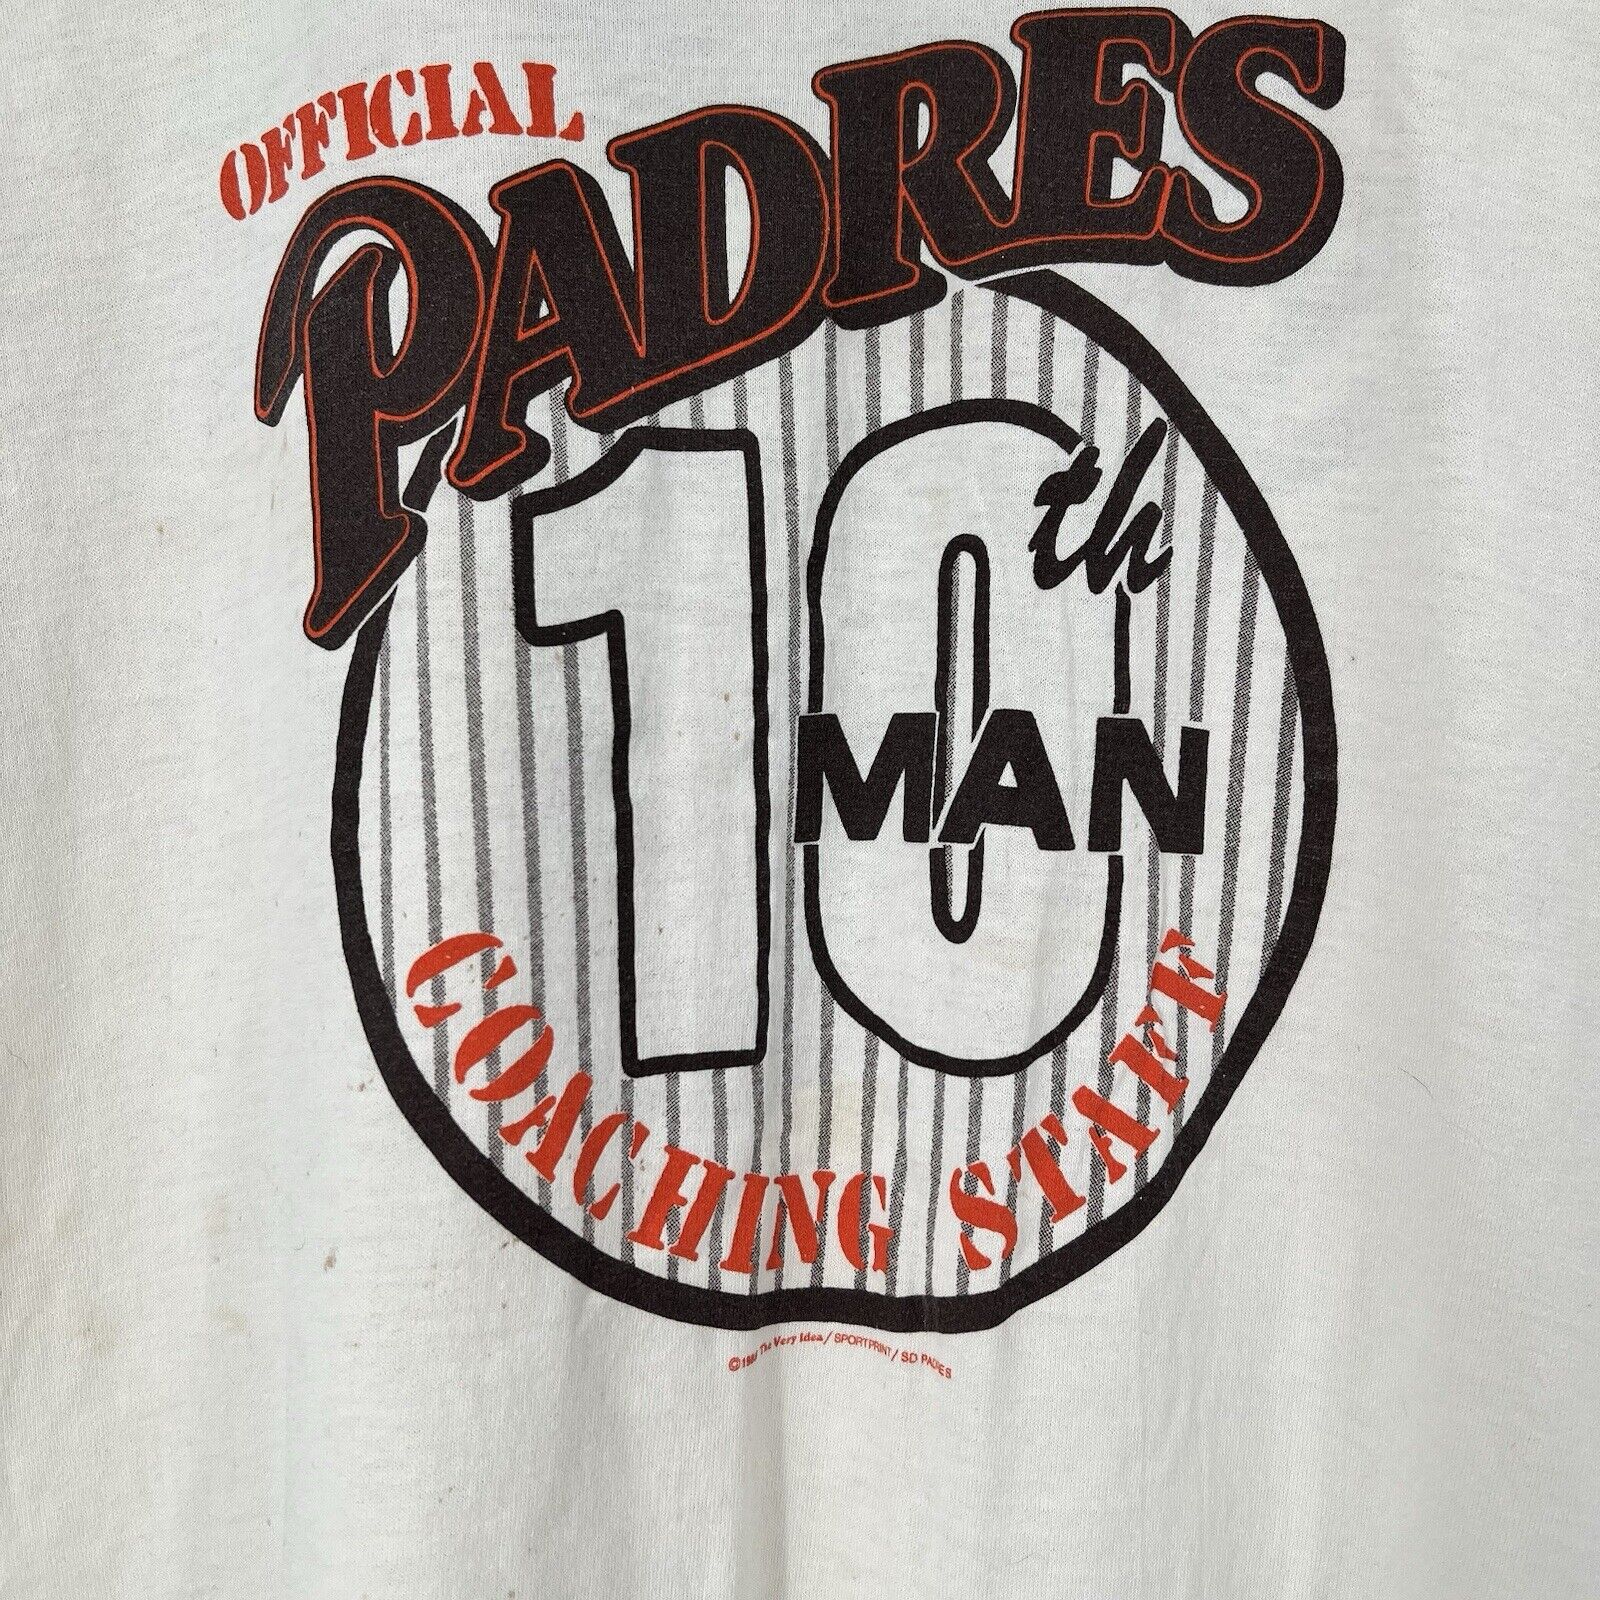 OFFICIAL
PADRES
10th
MAN
COACHING STAFF
© The Very Idea / SPORTPRINT / SD PADRES